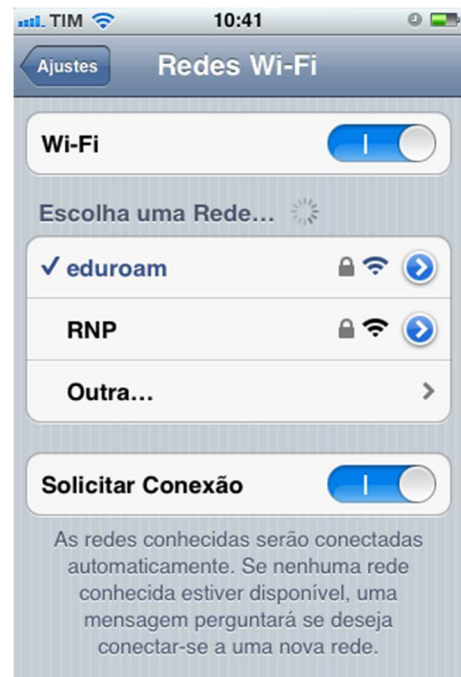 TIM 10:41
Ajustes Redes Wi-Fi
Wi-Fi
Escolha uma Rede...
eduroam
RNP
Outra...
Solicitar Conexão
As redes conhecidas serão conectadas
automaticamente. Se nenhuma rede
conhecida estiver disponível, uma
mensagem perguntará se deseja
conectar-se a uma nova rede.